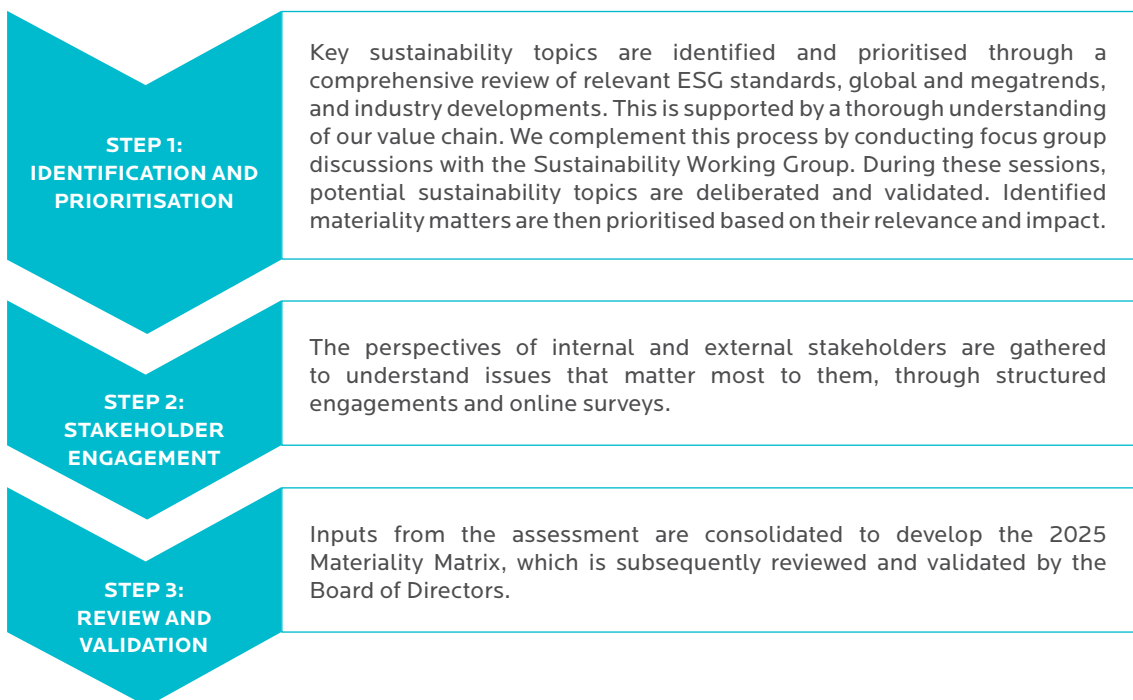 STEP 1:
IDENTIFICATION AND
PRIORITISATION
Key sustainability topics are identified and prioritised through a
comprehensive review of relevant ESG standards, global and megatrends,
and industry developments. This is supported by a thorough understanding
of our value chain. We complement this process by conducting focus group
discussions with the Sustainability Working Group. During these sessions,
potential sustainability topics are deliberated and validated. Identified
materiality matters are then prioritised based on their relevance and impact.
STEP 2:
STAKEHOLDER
ENGAGEMENT
The perspectives of internal and external stakeholders are gathered
to understand issues that matter most to them, through structured
engagements and online surveys.
STEP 3:
REVIEW AND
VALIDATION
Inputs from the assessment are consolidated to develop the 2025
Materiality Matrix, which is subsequently reviewed and validated by the
Board of Directors.